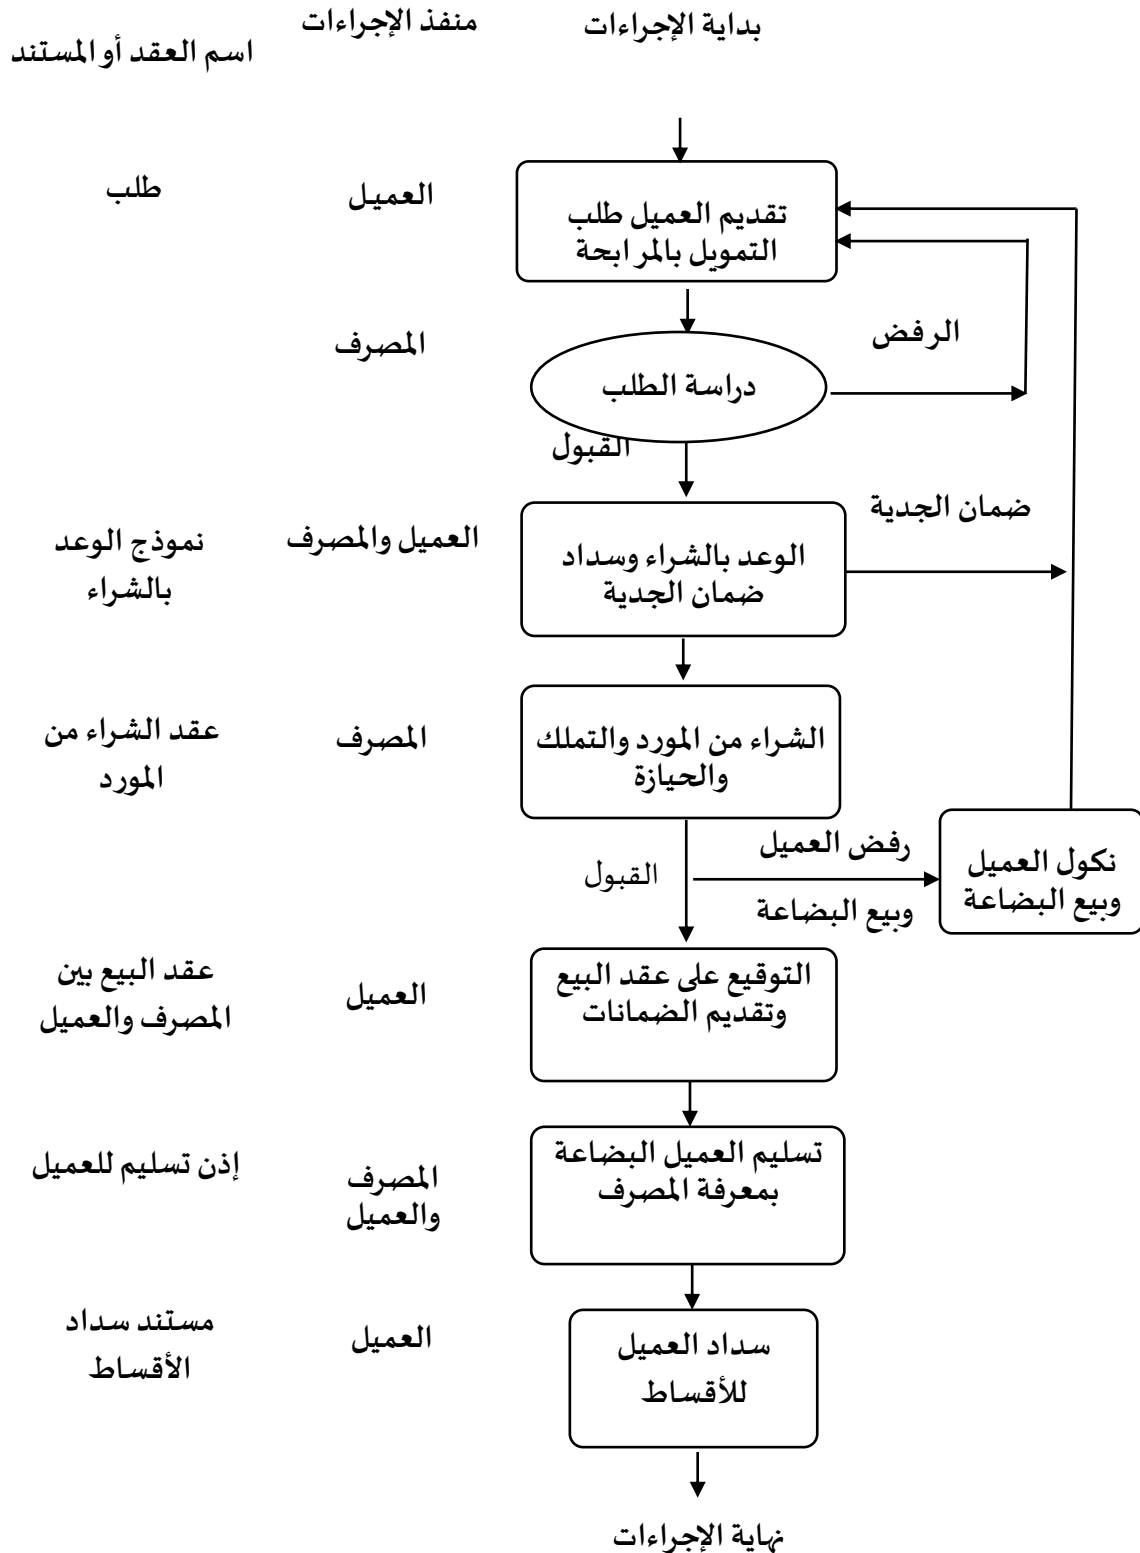 بداية الإجراءات
منفذ الإجراءات
اسم العقد أو المستند
تقديم العميل طلب
التمويل بالمرابحة
العميل
طلب
الرفض
دراسة الطلب
المصرف
القبول
ضمان الجدية
الوعد بالشراء وسداد
ضمان الجدية
العميل والمصرف
نموذج الوعد
بالشراء
الشراء من المورد والتملك
والحيازة
المصرف
عقد الشراء من
المورد
نكول العميل
وبيع البضاعة
رفض العميل
وبيع البضاعة
القبول
التوقيع على عقد البيع
وتقديم الضمانات
العميل
عقد البيع بين
المصرف والعميل
تسليم العميل البضاعة
بمعرفة المصرف
المصرف
والعميل
إذن تسليم للعميل
سداد العميل
للأقساط
العميل
مستند سداد
الأقساط
نهاية الإجراءات